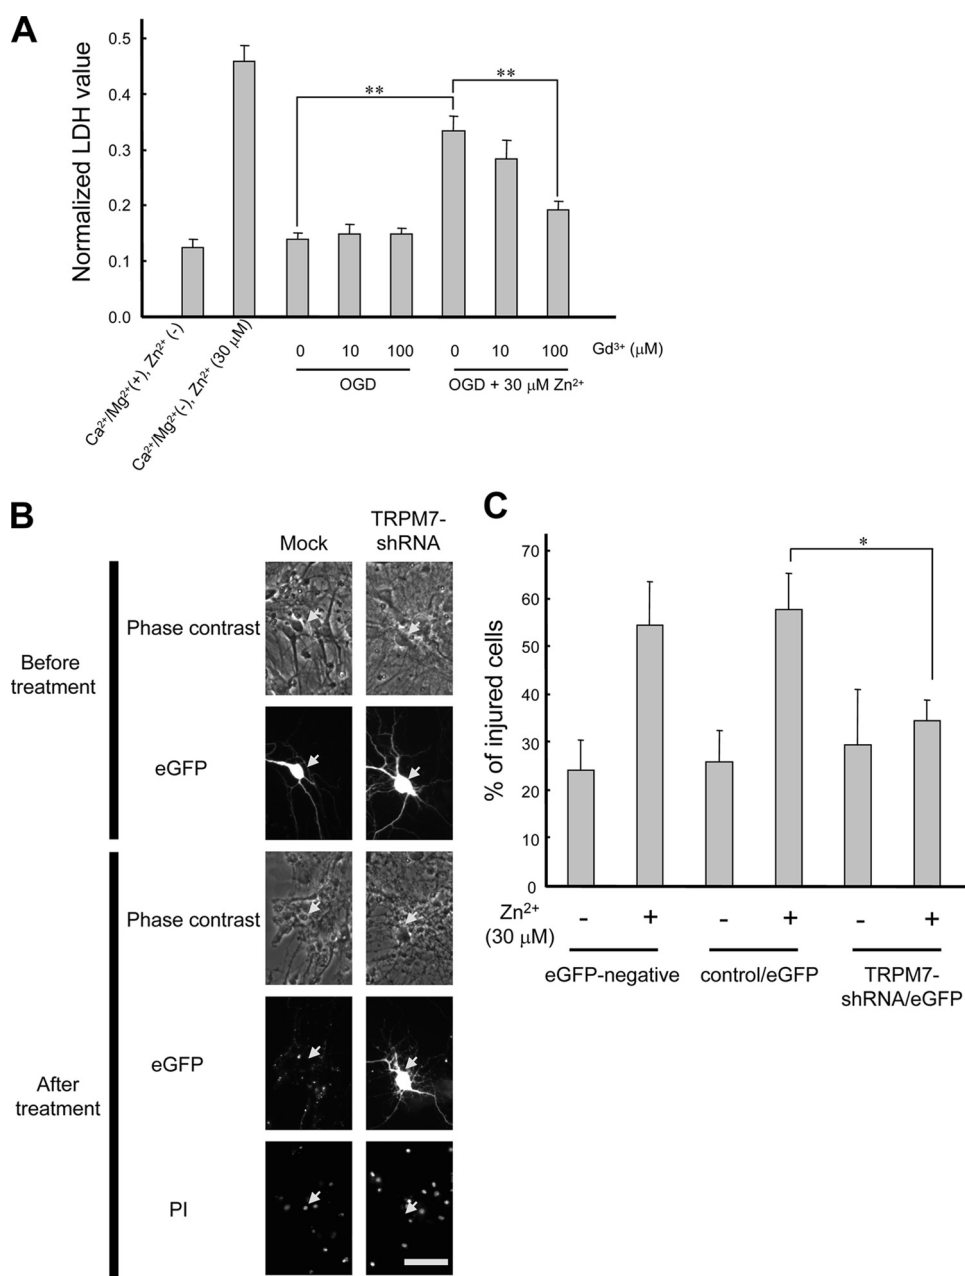 A
Normalized LDH value
0.5
0.4
0.3
0.2
0.1
0.0
**
**
Ca²⁺/Mg²⁺(+), Zn²⁺ (-)
Ca²⁺/Mg²⁺(-), Zn²⁺ (30 μM)
0 10 100 0 10 100 Gd³⁺ (μM)
OGD OGD + 30 μM Zn²⁺
B
Mock
TRPM7-
shRNA
Before
treatment
Phase contrast
eGFP
After
treatment
Phase contrast
eGFP
PI
C
% of injured cells
70
60
50
40
30
20
10
0
*
Zn²⁺
(30 μM)
- + - + - +
eGFP-negative control/eGFP TRPM7-
shRNA/eGFP